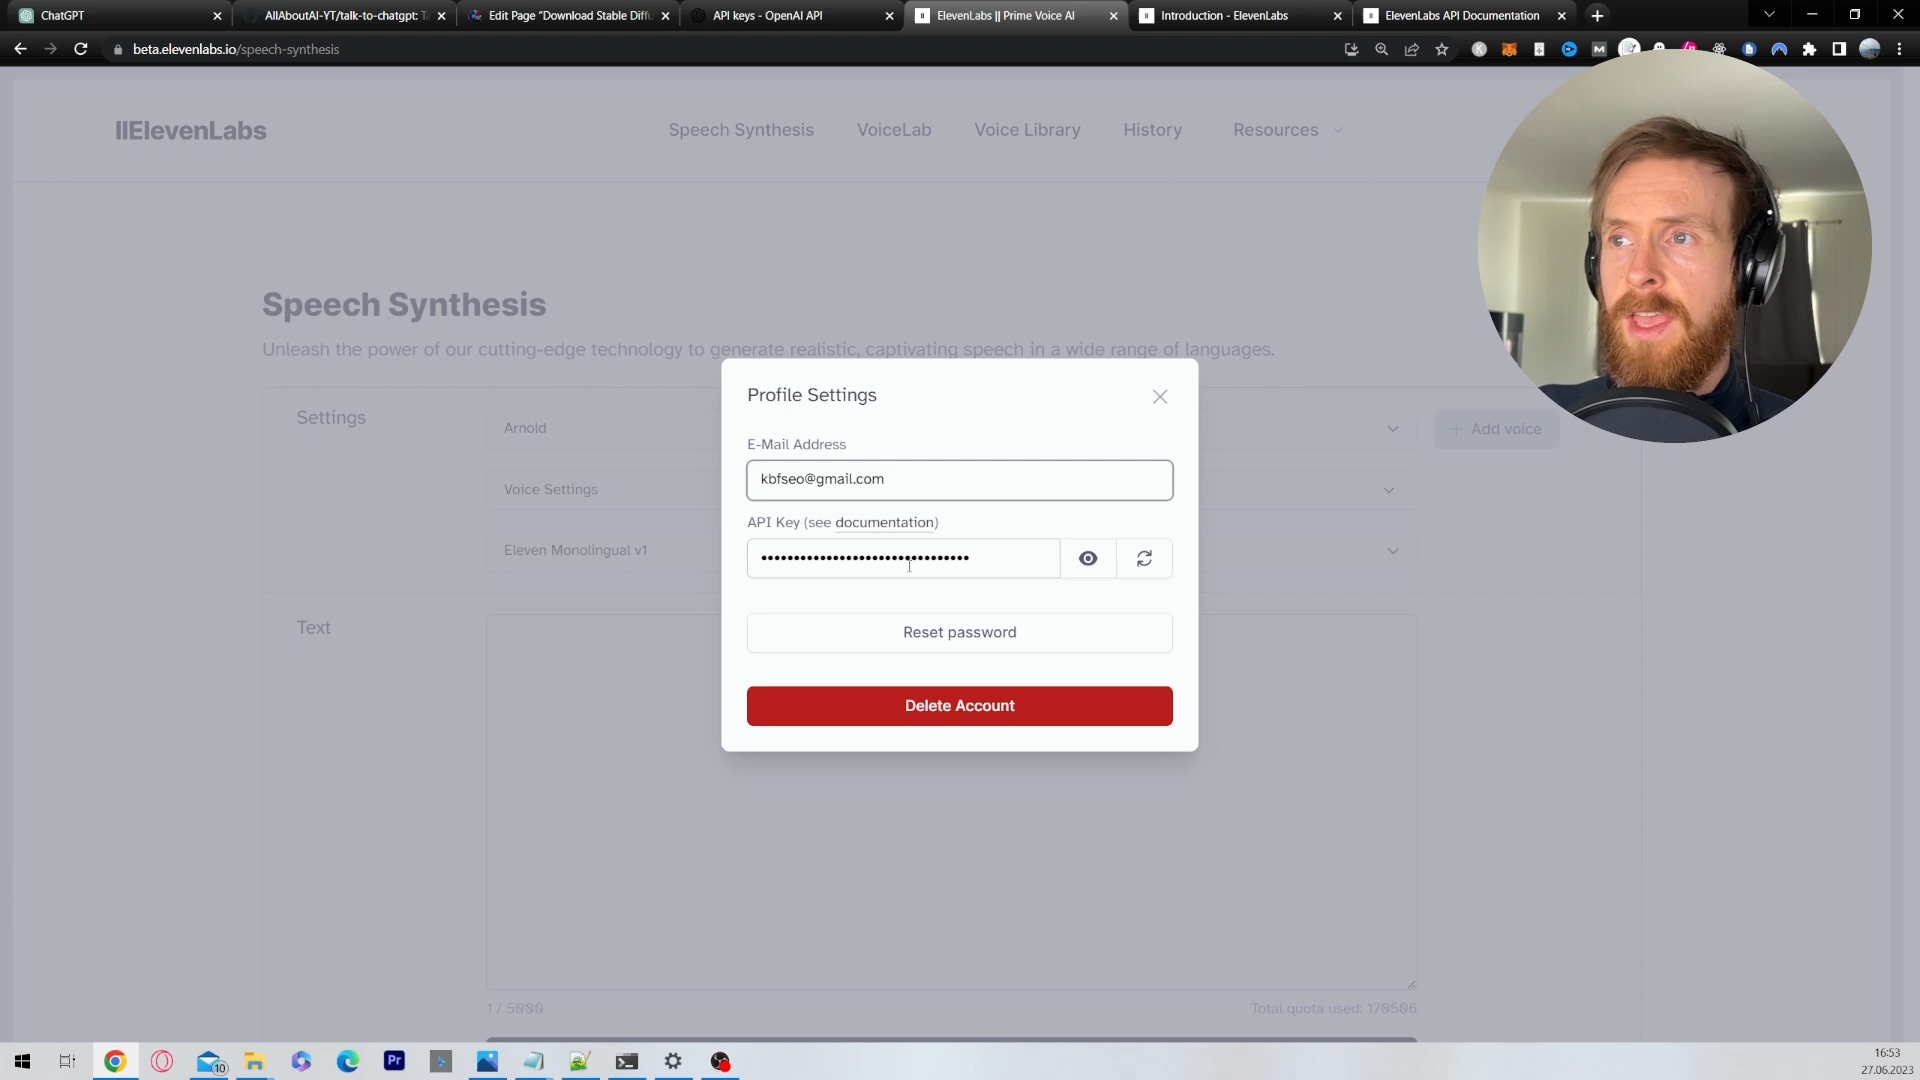 ChatGPT
AllAboutAI-YT/talk-to-chatgpt: T
Edit Page "Download Stable Diffu
API keys - OpenAI API
ElevenLabs || Prime Voice AI
Introduction - ElevenLabs
ElevenLabs API Documentation
beta.elevenlabs.io/speech-synthesis
IIElevenLabs
Speech Synthesis
VoiceLab
Voice Library
History
Resources
Speech Synthesis
Unleash the power of our cutting-edge technology to generate realistic, captivating speech in a wide range of languages.
Settings
Arnold
Add voice
Voice Settings
Eleven Monolingual v1
Text
Profile Settings
E-Mail Address
kbfseo@gmail.com
API Key (see documentation)
••••••••••••••••••••••••••••••••
Reset password
Delete Account
1 / 5000
Total quota used: 170506
10
Pr
16:53
27.06.2023